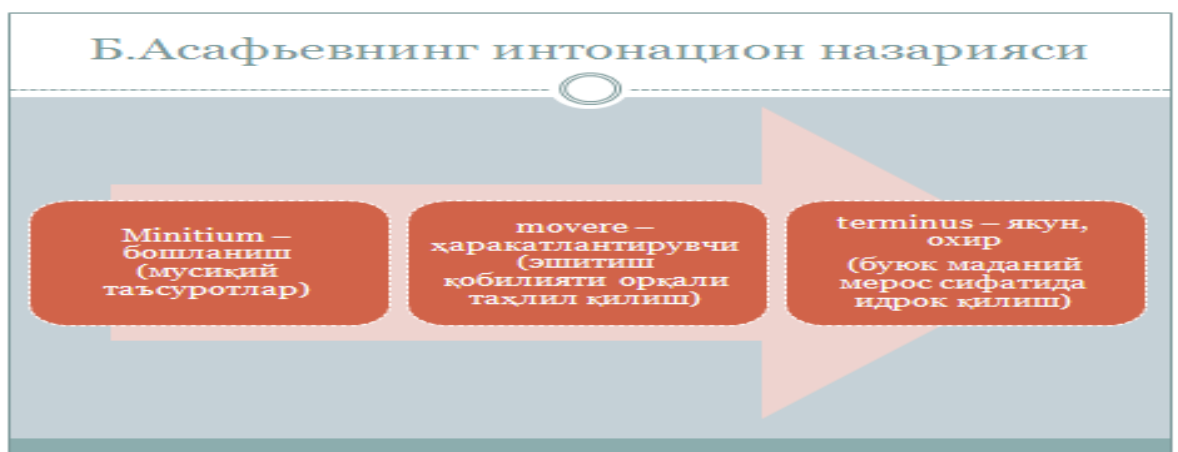 Б.Асафьевнинг интонацион назарияси
Minitium –
бошланиш
(мусиқий
таъсуротлар)
movere –
ҳаракатлантирувчи
(эшитиш
қобилияти орқали
таҳлил қилиш)
terminus – якун,
охир
(буюк маданий
мерос сифатида
идрок қилиш)